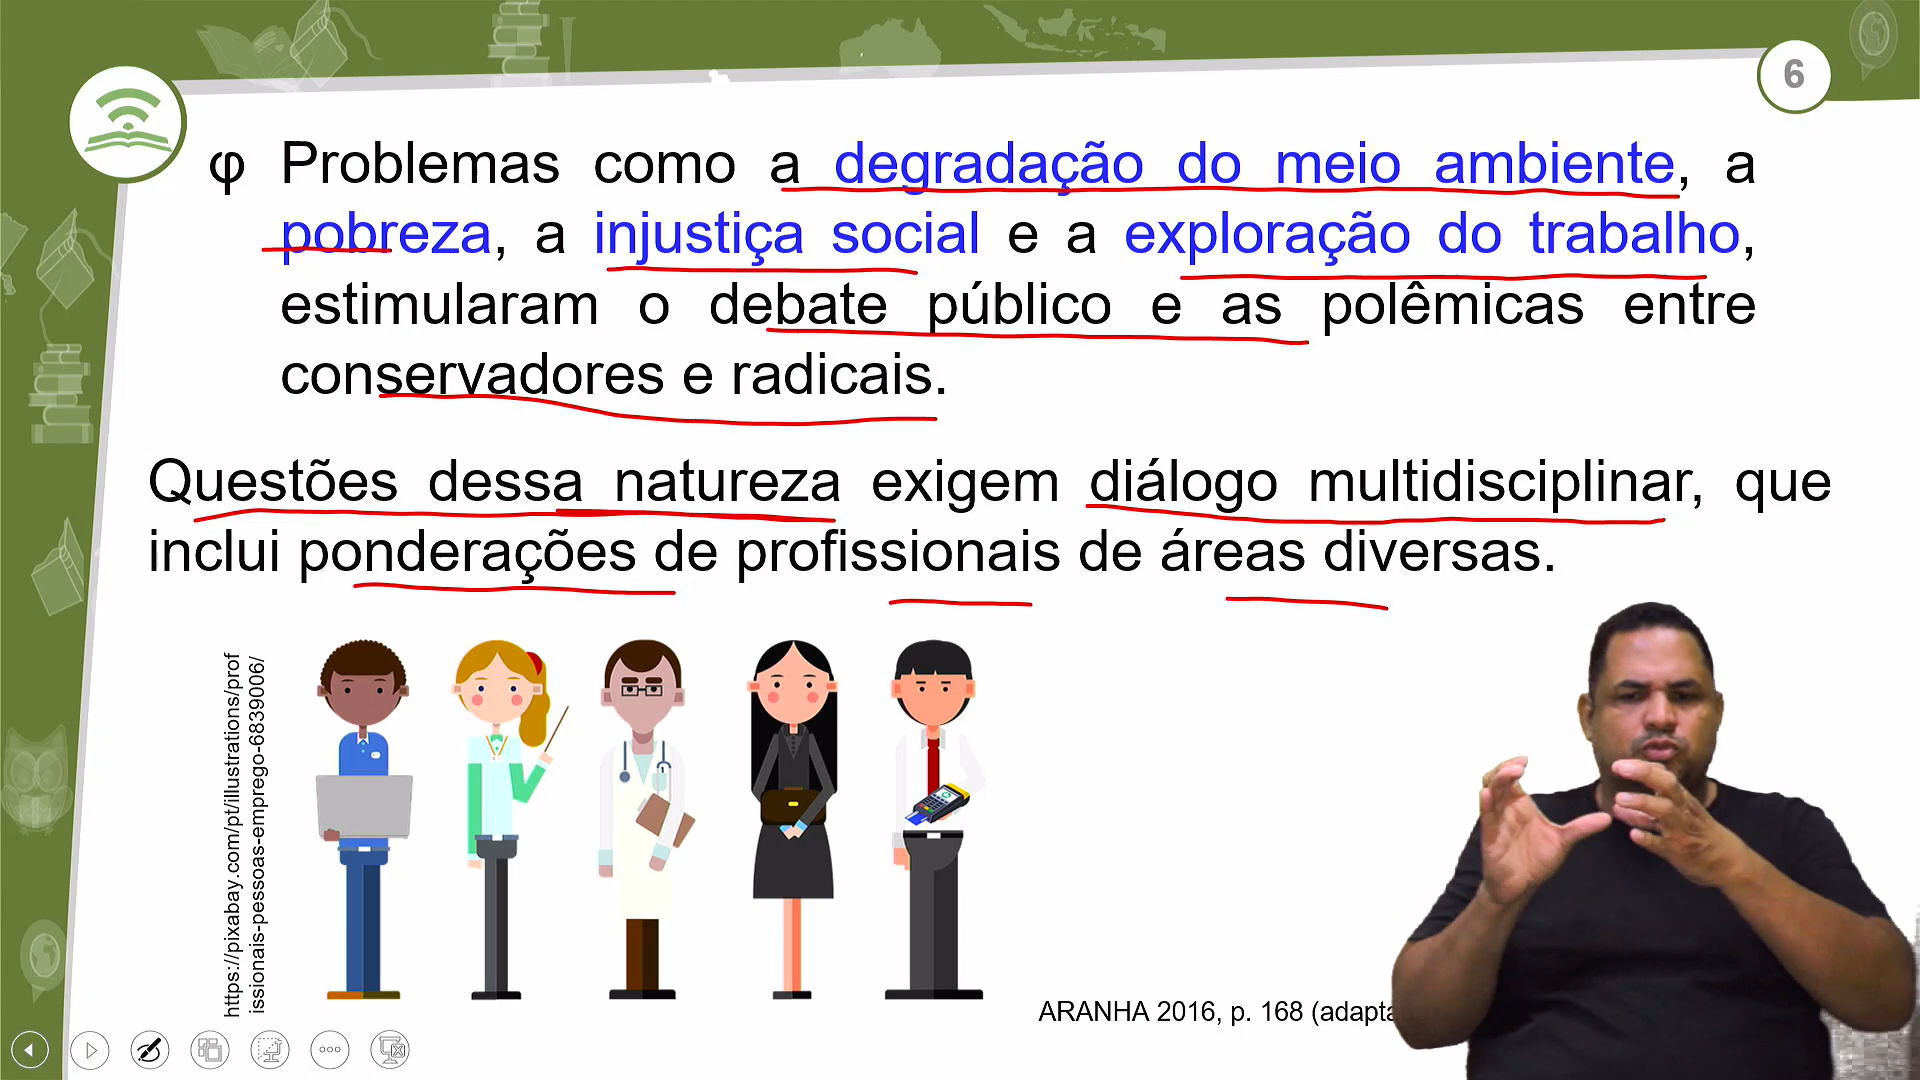 6
φ Problemas como a degradação do meio ambiente, a
pobreza, a injustiça social e a exploração do trabalho,
estimularam o debate público e as polêmicas entre
conservadores e radicais.
Questões dessa natureza exigem diálogo multidisciplinar, que
inclui ponderações de profissionais de áreas diversas.
https://pixabay.com/pt/illustrations/prof
issionais-pessoas-emprego-6839006/
ARANHA 2016, p. 168 (adapta